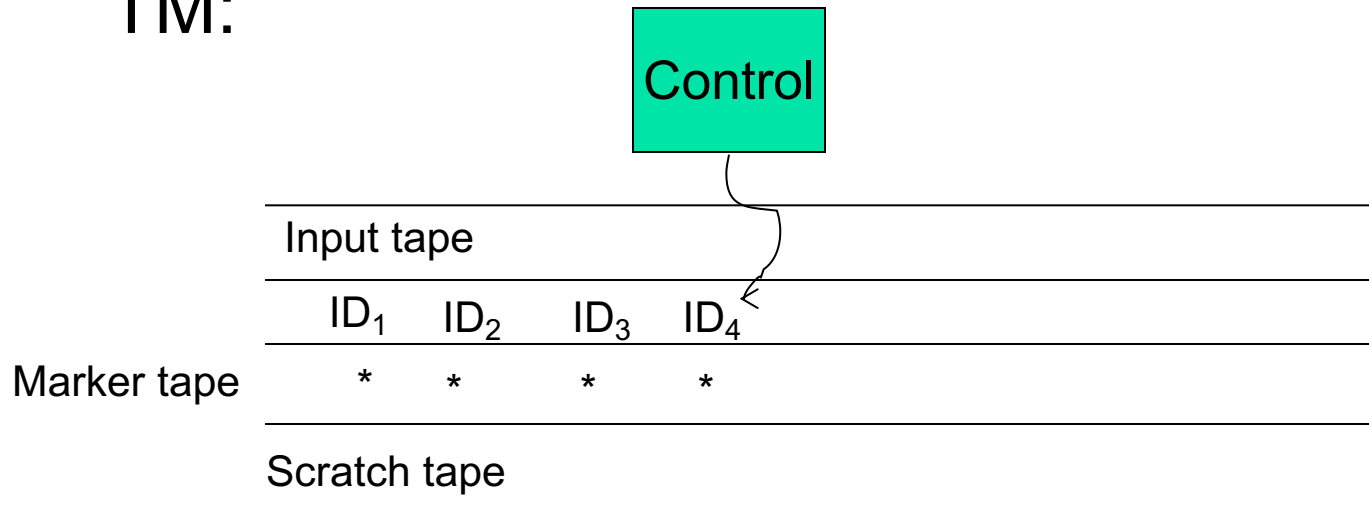 TM:
Control
Input tape
ID₁ ID₂ ID₃ ID₄
Marker tape * * * *
Scratch tape